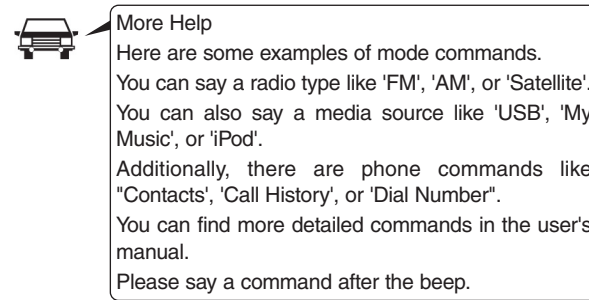 More Help
Here are some examples of mode commands.
You can say a radio type like 'FM', 'AM', or 'Satellite'.
You can also say a media source like 'USB', 'My
Music', or 'iPod'.
Additionally, there are phone commands like
"Contacts', 'Call History', or 'Dial Number".
You can find more detailed commands in the user's
manual.
Please say a command after the beep.